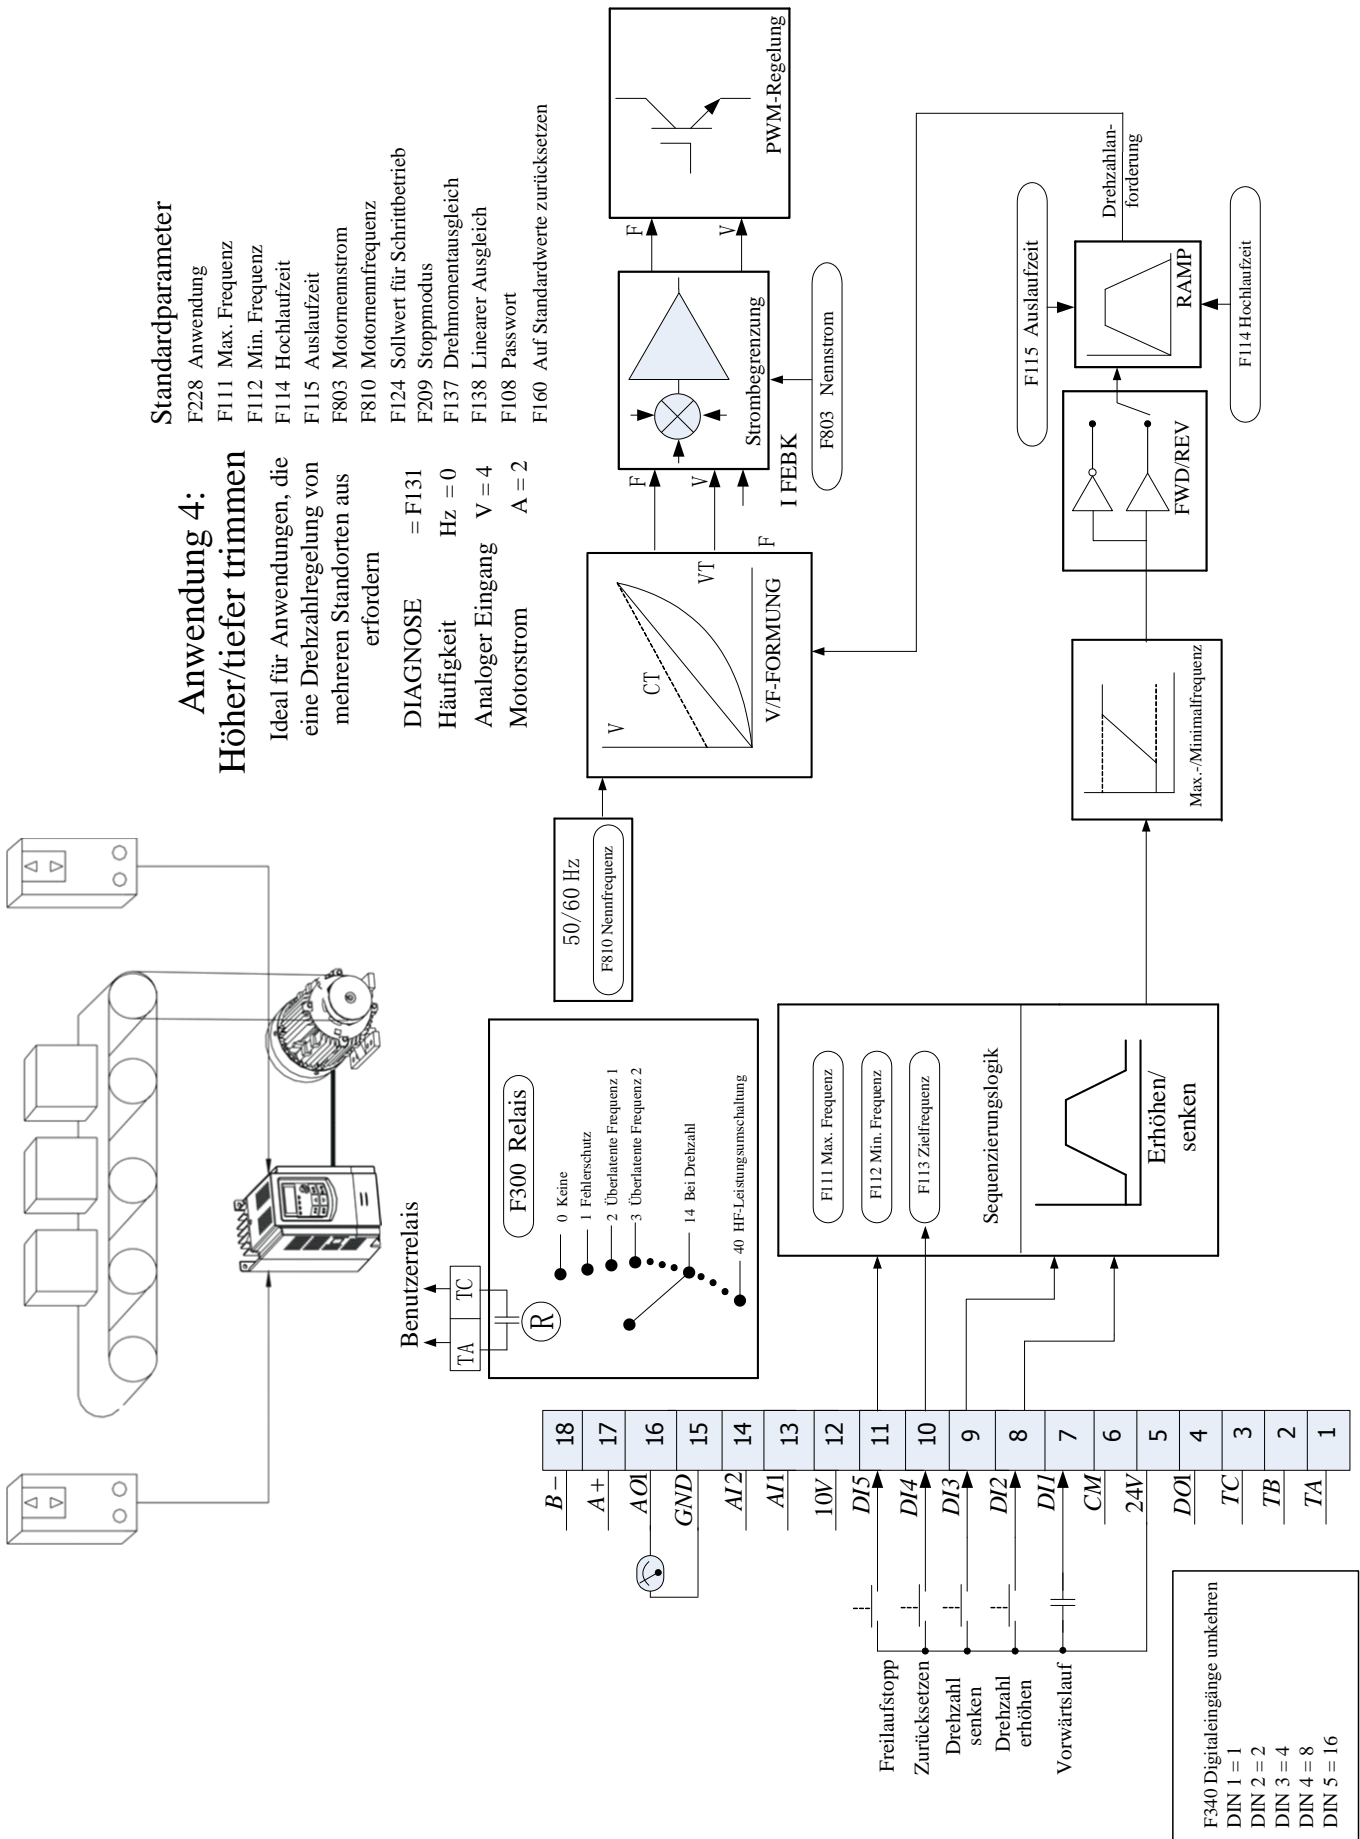 Anwendung 4:
Höher/tiefer trimmen
Ideal für Anwendungen, die
eine Drehzahlregelung von
mehreren Standorten aus
erfordern
DIAGNOSE = F131
Häufigkeit Hz = 0
Analoger Eingang V = 4
Motorstrom A = 2
Standardparameter
F228 Anwendung
F111 Max. Frequenz
F112 Min. Frequenz
F114 Hochlaufzeit
F115 Auslaufzeit
F803 Motornennstrom
F810 Motornennfrequenz
F124 Sollwert für Schrittbetrieb
F209 Stoppmodus
F137 Drehmomentausgleich
F138 Linearer Ausgleich
F108 Passwort
F160 Auf Standardwerte zurücksetzen
Benutzerrelais
TA
TC
R
F300 Relais
0 Keine
1 Fehlerschutz
2 Überlatente Frequenz 1
3 Überlatente Frequenz 2
14 Bei Drehzahl
40 HF-Leistungsumschaltung
50/60 Hz
F810 Nennfrequenz
V
CT
VT
F
V/F-FORMUNG
F
V
I FEBK
Strombegrenzung
F803 Nennstrom
F
V
PWM-Regelung
B−
18
A+
17
AO1
16
GND
15
AI2
14
AI1
13
10V
12
DI5
11
DI4
10
DI3
9
DI2
8
DI1
7
CM
6
24V
5
DO1
4
TC
3
TB
2
TA
1
Freilaufstopp
Zurücksetzen
Drehzahl
senken
Drehzahl
erhöhen
Vorwärtslauf
F111 Max. Frequenz
F112 Min. Frequenz
F113 Zielfrequenz
Sequenzierungslogik
Erhöhen/
senken
Max.-/Minimalfrequenz
FWD/REV
F115 Auslaufzeit
RAMP
F114 Hochlaufzeit
Drehzahlan-
forderung
F340 Digitaleingänge umkehren
DIN 1 = 1
DIN 2 = 2
DIN 3 = 4
DIN 4 = 8
DIN 5 = 16